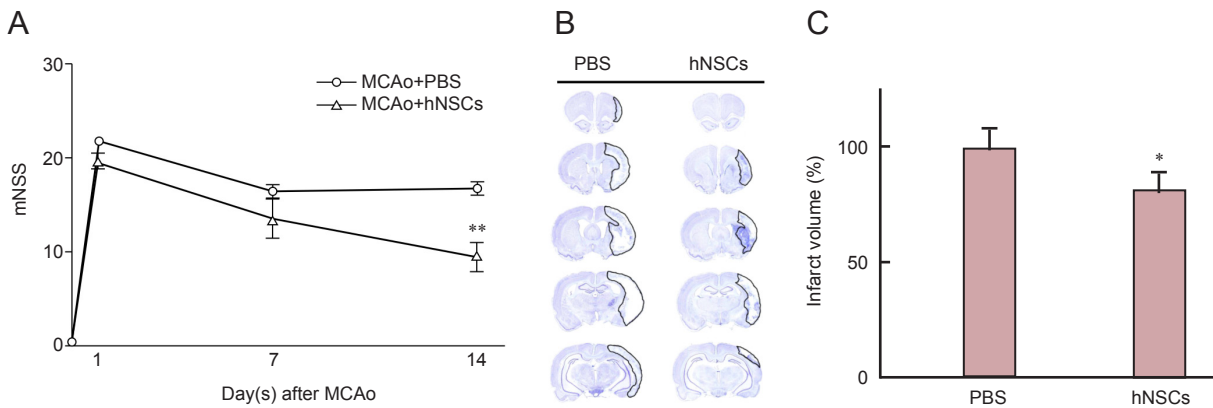 A
30
20
10
0
mNSS
MCAo+PBS
MCAo+hNSCs
**
1 7 14
Day(s) after MCAo
B
PBS hNSCs
C
100
50
0
Infarct volume (%)
*
PBS hNSCs